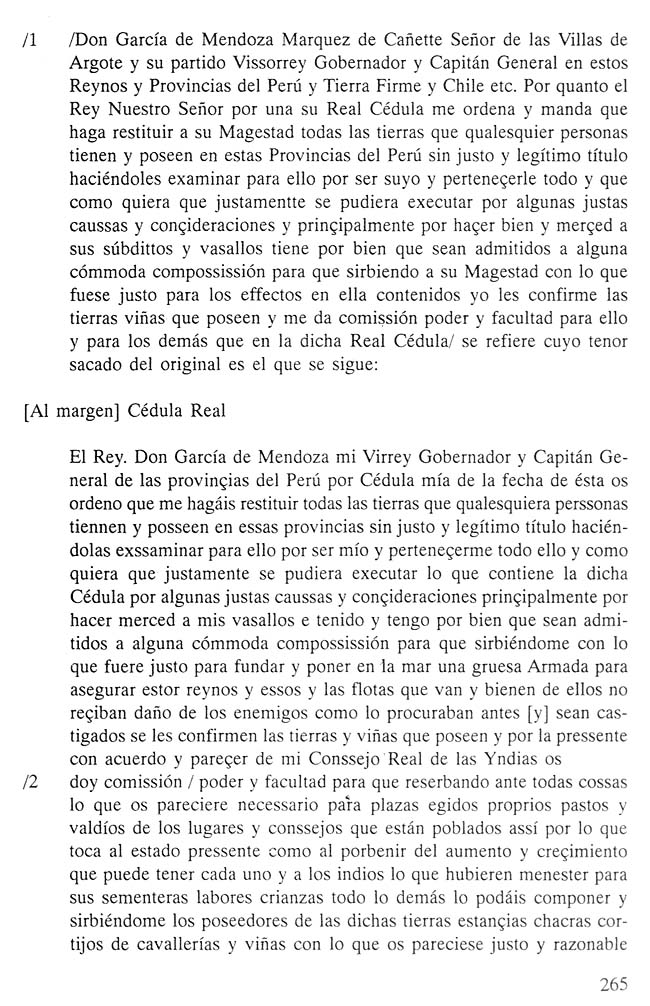 /1 /Don García de Mendoza Marquez de Cañette Señor de las Villas de
Argote y su partido Vissorrey Gobernador y Capitán General en estos
Reynos y Provincias del Perú y Tierra Firme y Chile etc. Por quanto el
Rey Nuestro Señor por una su Real Cédula me ordena y manda que
haga restituir a su Magestad todas las tierras que qualesquier personas
tienen y poseen en estas Provincias del Perú sin justo y legítimo título
haciéndoles examinar para ello por ser suyo y perteneçerle todo y que
como quiera que justamentte se pudiera executar por algunas justas
caussas y conçideraciones y prinçipalmente por haçer bien y merçed a
sus súbdittos y vasallos tiene por bien que sean admitidos a alguna
cómmoda compossissión para que sirbiendo a su Magestad con lo que
fuese justo para los effectos en ella contenidos yo les confirme las
tierras viñas que poseen y me da comissión poder y facultad para ello
y para los demás que en la dicha Real Cédula/ se refiere cuyo tenor
sacado del original es el que se sigue:
[Al margen] Cédula Real
El Rey. Don García de Mendoza mi Virrey Gobernador y Capitán Ge-
neral de las provinçias del Perú por Cédula mía de la fecha de ésta os
ordeno que me hagáis restituir todas las tierras que qualesquiera perssonas
tiennen y posseen en essas provincias sin justo y legítimo título hacién-
dolas exssaminar para ello por ser mío y perteneçerme todo ello y como
quiera que justamente se pudiera executar lo que contiene la dicha
Cédula por algunas justas caussas y conçideraciones prinçipalmente por
hacer merced a mis vasallos e tenido y tengo por bien que sean admi-
tidos a alguna cómmoda compossissión para que sirbiéndome con lo
que fuere justo para fundar y poner en la mar una gruesa Armada para
asegurar estor reynos y essos y las flotas que van y bienen de ellos no
reçiban daño de los enemigos como lo procuraban antes [y] sean cas-
tigados se les confirmen las tierras y viñas que poseen y por la pressente
con acuerdo y pareçer de mi Conssejo Real de las Yndias os
/2 doy comissión / poder y facultad para que reserbando ante todas cossas
lo que os pareciere necessario para plazas egidos proprios pastos y
valdíos de los lugares y conssejos que están poblados assí por lo que
toca al estado pressente como al porbenir del aumento y creçimiento
que puede tener cada uno y a los indios lo que hubieren menester para
sus sementeras labores crianzas todo lo demás lo podáis componer y
sirbiéndome los poseedores de las dichas tierras estançias chacras cor-
tijos de cavallerías y viñas con lo que os pareciese justo y razonable
265